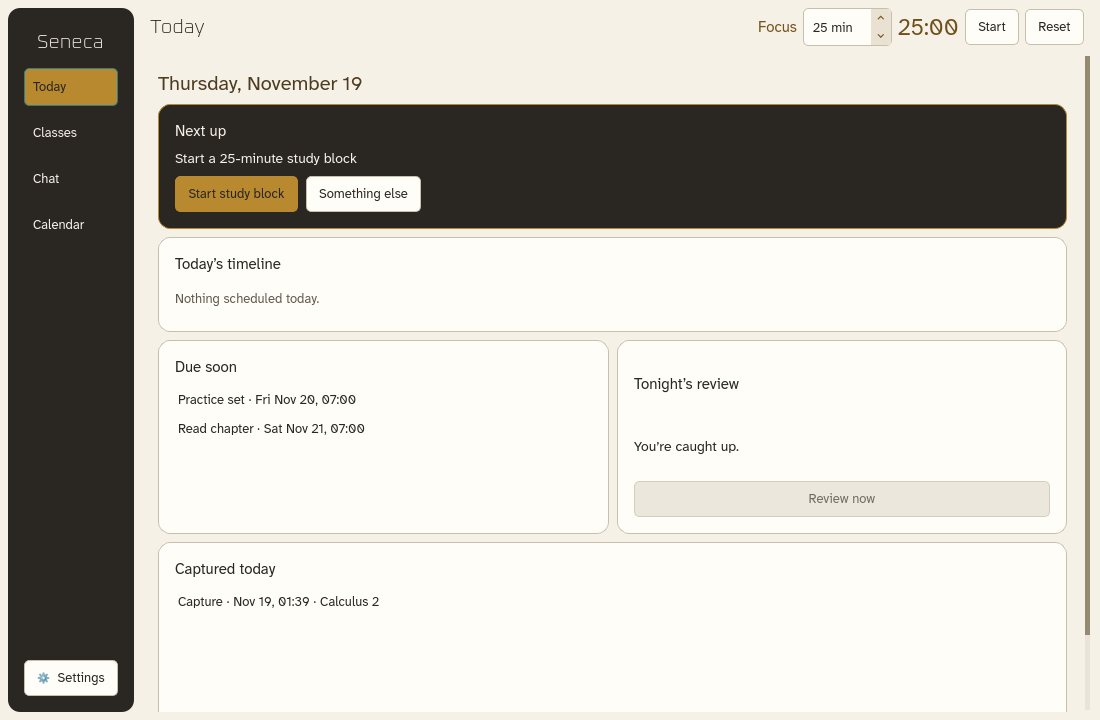 Seneca
Today
Classes
Chat
Calendar
Settings
Today
Focus 25 min 25:00 Start Reset
Thursday, November 19
Next up
Start a 25-minute study block
Start study block Something else
Today's timeline
Nothing scheduled today.
Due soon
Practice set · Fri Nov 20, 07:00
Read chapter · Sat Nov 21, 07:00
Tonight's review
You're caught up.
Review now
Captured today
Capture · Nov 19, 01:39 · Calculus 2